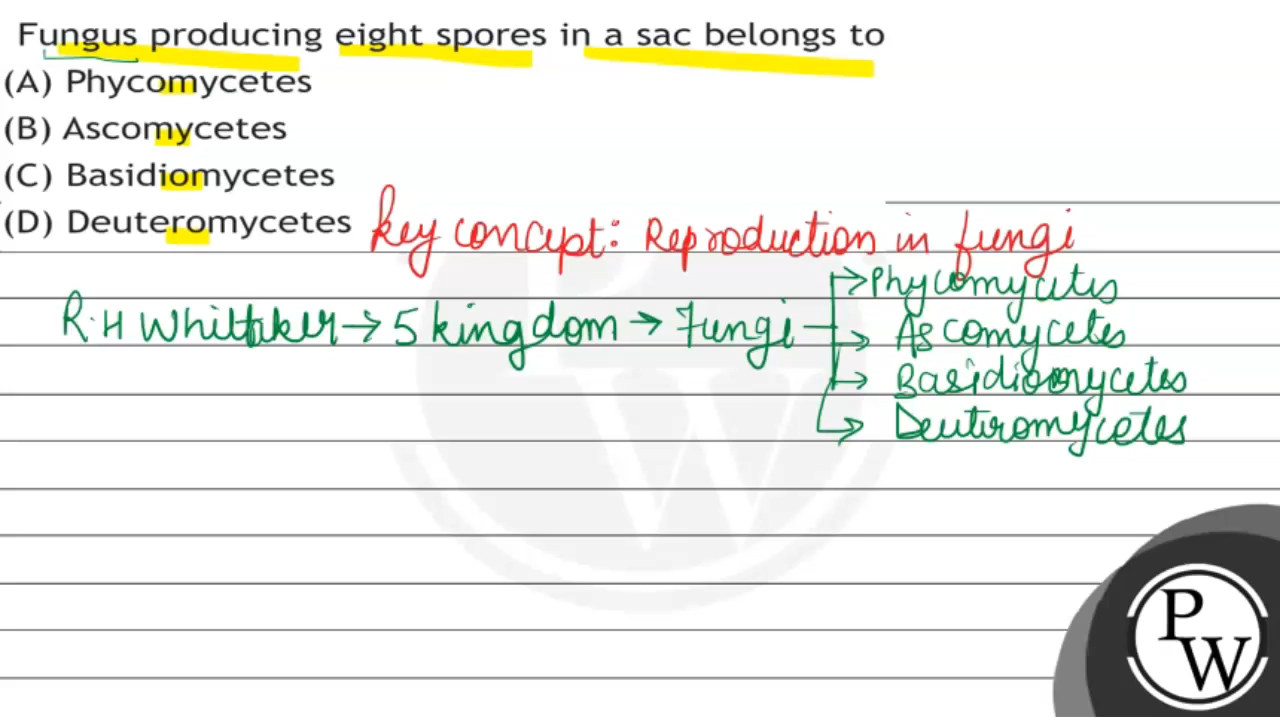 Fungus producing eight spores in a sac belongs to
(A) Phycomycetes
(B) Ascomycetes
(C) Basidiomycetes
(D) Deuteromycetes
key concept: Reproduction in fungi
R.H Whittaker → 5 kingdom → Fungi → Phycomycetes
→ Ascomycetes
→ Basidiomycetes
→ Deuteromycetes
PW
PW